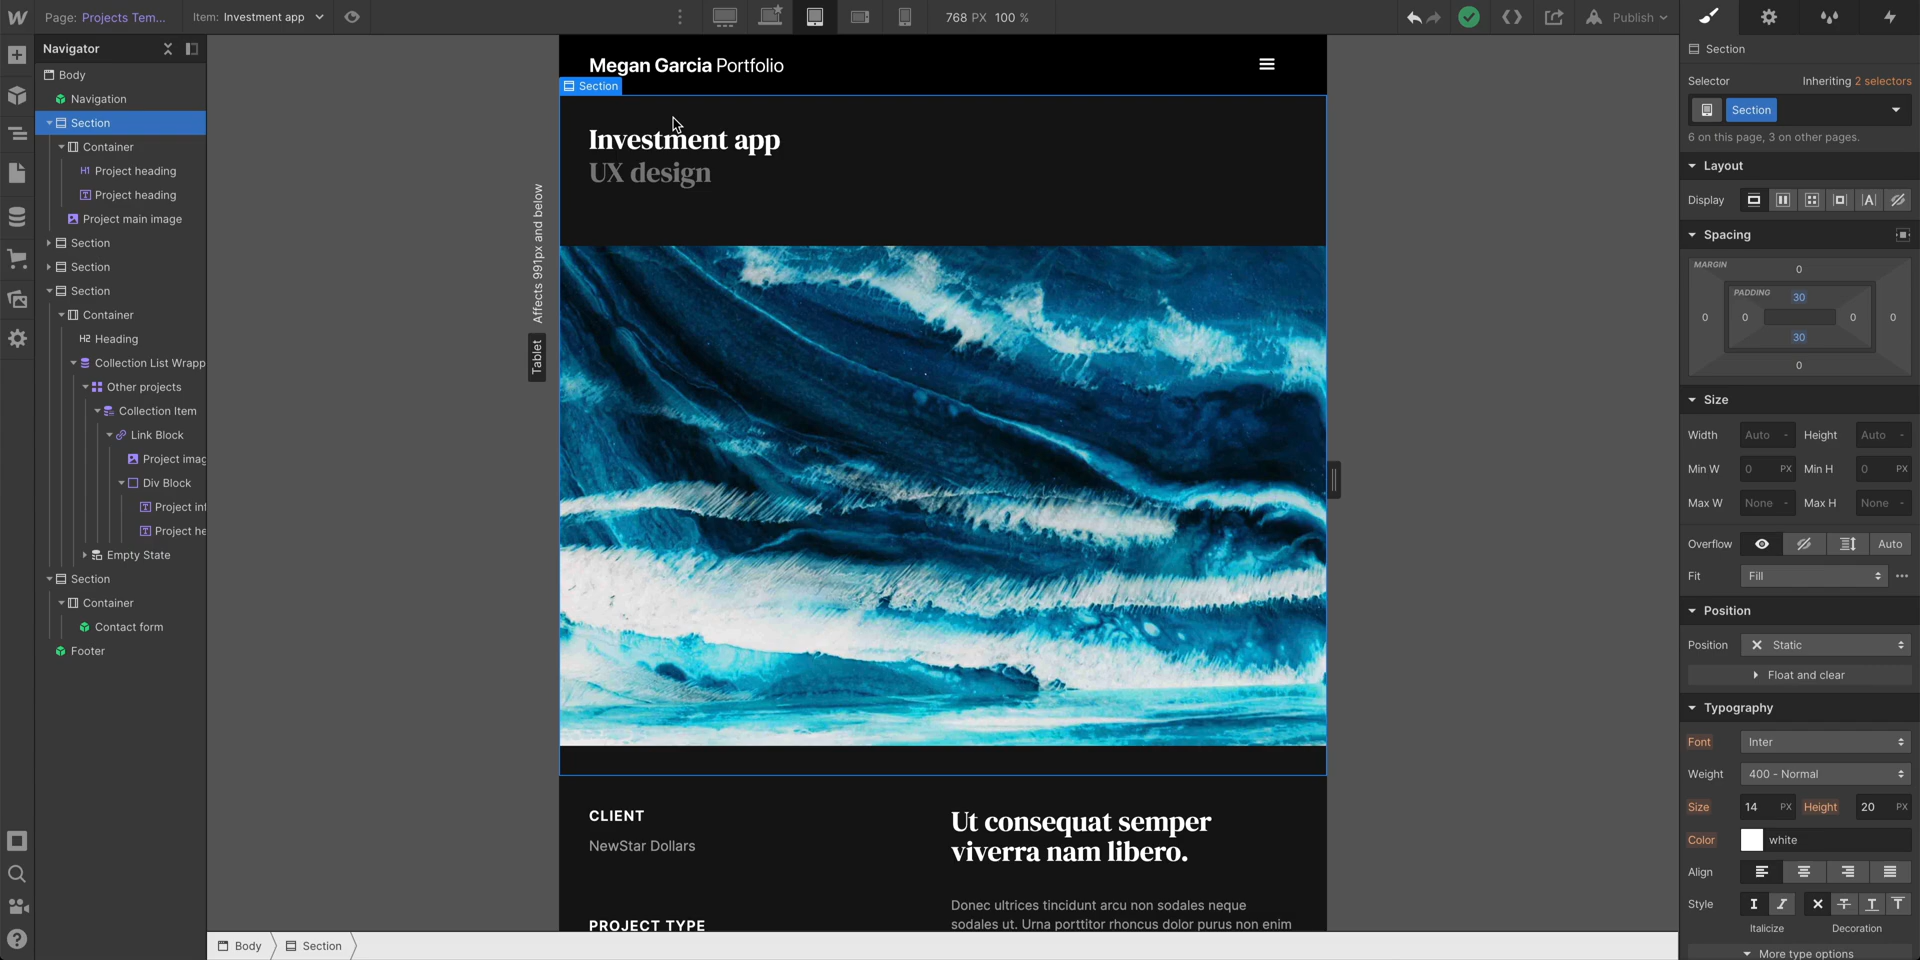 Page: Projects Tem...
Item: Investment app
768 PX 100 %
Publish
Navigator
Body
Navigation
Section
Container
H1 Project heading
Project heading
Project main image
Section
Section
Section
Container
H2 Heading
Collection List Wrapp
Other projects
Collection Item
Link Block
Project imag
Div Block
Project inf
Project he
Empty State
Section
Container
Contact form
Footer
Affects 991px and below
Tablet
Megan Garcia Portfolio
Section
Investment app
UX design
CLIENT
NewStar Dollars
PROJECT TYPE
Ut consequat semper
viverra nam libero.
Donec ultrices tincidunt arcu non sodales neque
sodales ut. Urna porttitor rhoncus dolor purus non enim
Body
Section
Section
Selector
Inheriting 2 selectors
Section
6 on this page, 3 on other pages.
Layout
Display
Spacing
MARGIN
0
PADDING
30
0 0 0 0
30
0
Size
Width Auto - Height Auto -
Min W 0 PX Min H 0 PX
Max W None - Max H None -
Overflow Auto
Fit Fill
Position
Position Static
Float and clear
Typography
Font Inter
Weight 400 - Normal
Size 14 PX Height 20 PX
Color white
Align
Style
Italicize Decoration
More type options